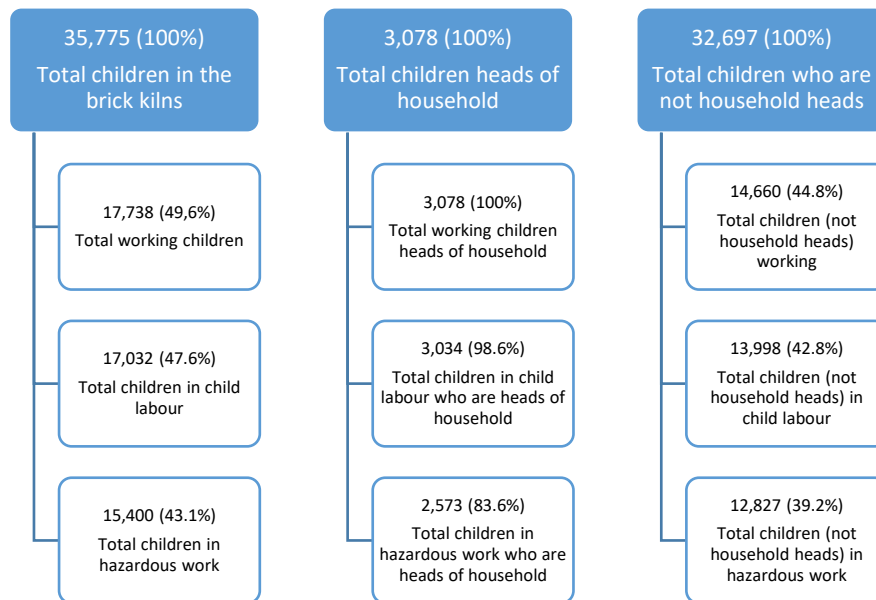 35,775 (100%)
Total children in the
brick kilns
17,738 (49,6%)
Total working children
17,032 (47.6%)
Total children in child
labour
15,400 (43.1%)
Total children in
hazardous work
3,078 (100%)
Total children heads of
household
3,078 (100%)
Total working children
heads of household
3,034 (98.6%)
Total children in child
labour who are heads of
household
2,573 (83.6%)
Total children in
hazardous work who are
heads of household
32,697 (100%)
Total children who are
not household heads
14,660 (44.8%)
Total children (not
household heads)
working
13,998 (42.8%)
Total children (not
household heads) in
child labour
12,827 (39.2%)
Total children (not
household heads) in
hazardous work